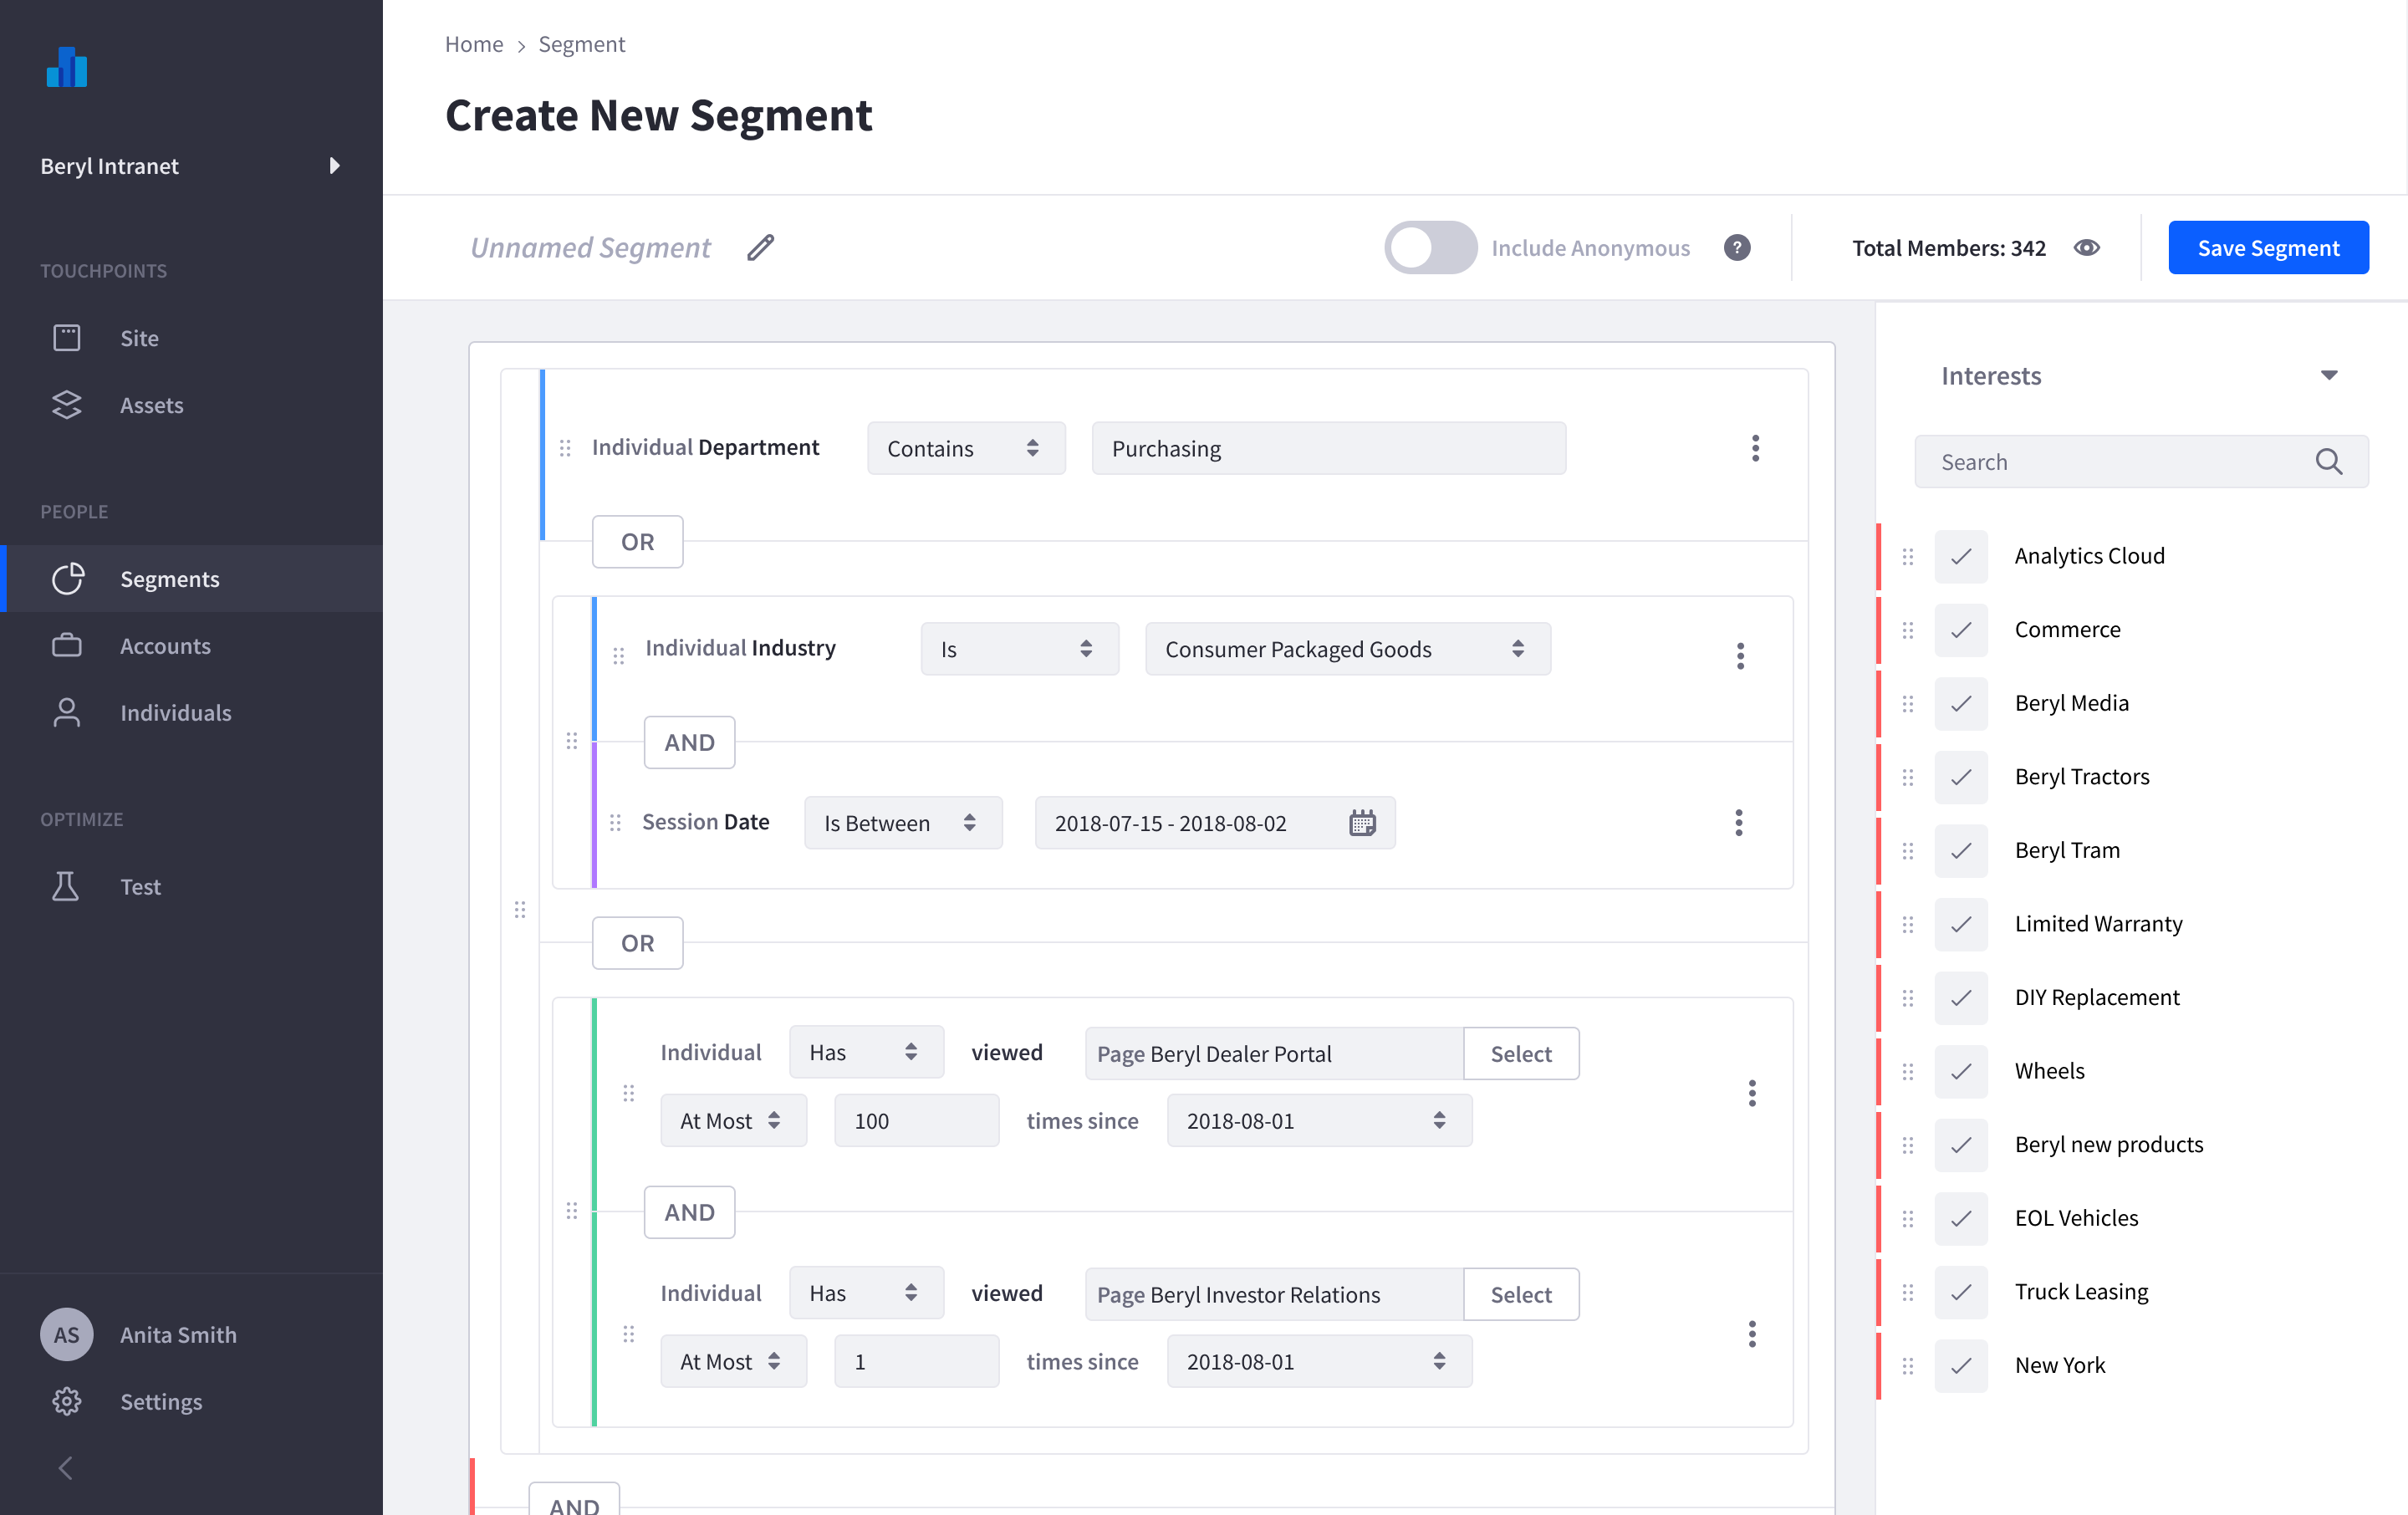 Beryl Intranet
TOUCHPOINTS
Site
Assets
PEOPLE
Segments
Accounts
Individuals
OPTIMIZE
Test
AS Anita Smith
Settings
Home > Segment
Create New Segment
Unnamed Segment
Include Anonymous ?
Total Members: 342
Save Segment
Individual Department Contains Purchasing
OR
Individual Industry Is Consumer Packaged Goods
AND
Session Date Is Between 2018-07-15 - 2018-08-02
OR
Individual Has viewed Page Beryl Dealer Portal Select
At Most 100 times since 2018-08-01
AND
Individual Has viewed Page Beryl Investor Relations Select
At Most 1 times since 2018-08-01
AND
Interests
Search
Analytics Cloud
Commerce
Beryl Media
Beryl Tractors
Beryl Tram
Limited Warranty
DIY Replacement
Wheels
Beryl new products
EOL Vehicles
Truck Leasing
New York